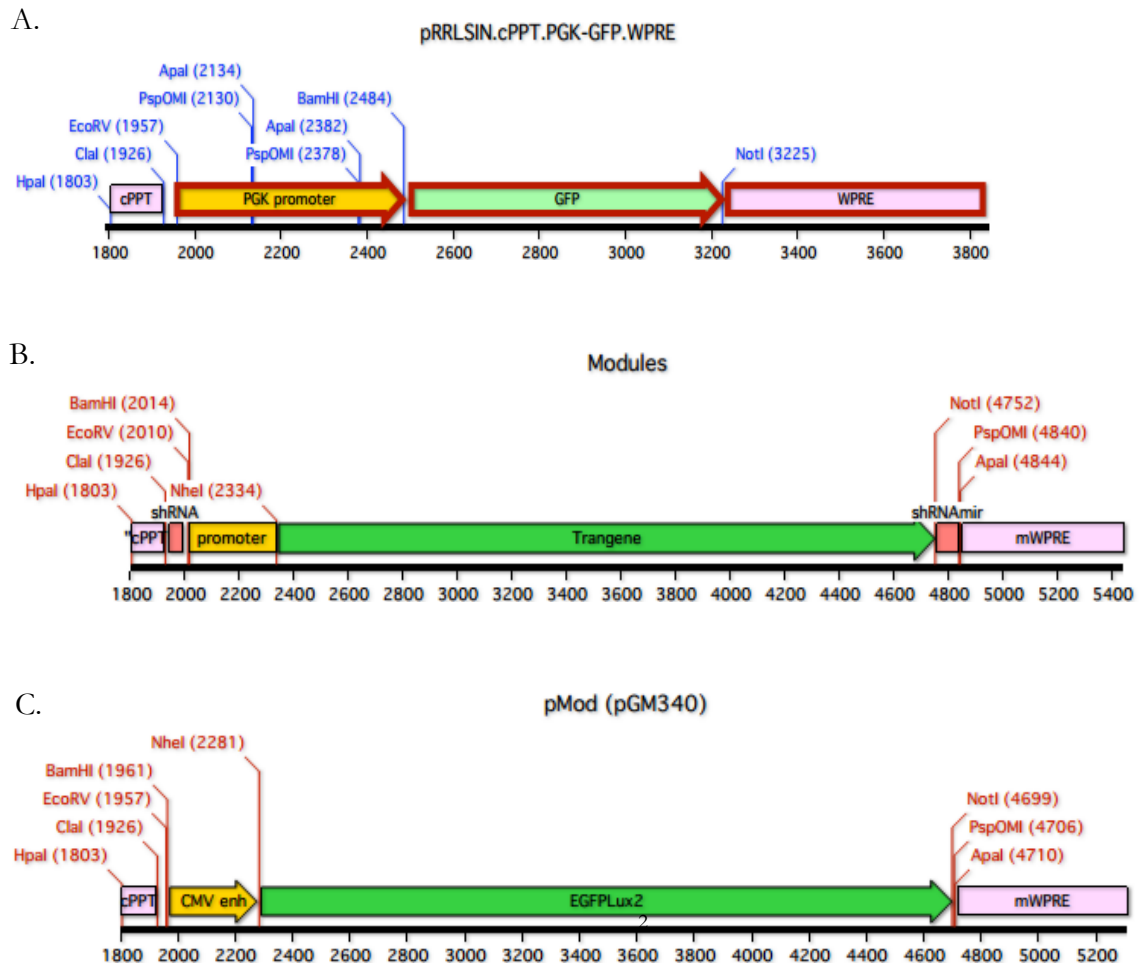 A.
pRRLSIN.cPPT.PGK-GFP.WPRE
ApaI (2134)
PspOMI (2130)
BamHI (2484)
EcoRV (1957)
ApaI (2382)
ClaI (1926)
PspOMI (2378)
NotI (3225)
HpaI (1803)
cPPT
PGK promoter
GFP
WPRE
1800 2000 2200 2400 2600 2800 3000 3200 3400 3600 3800
B.
Modules
BamHI (2014)
NotI (4752)
EcoRV (2010)
PspOMI (4840)
ClaI (1926)
ApaI (4844)
HpaI (1803)
NheI (2334)
shRNA
shRNAmir
"cPPT
promoter
Trangene
mWPRE
1800 2000 2200 2400 2600 2800 3000 3200 3400 3600 3800 4000 4200 4400 4600 4800 5000 5200 5400
C.
pMod (pGM340)
NheI (2281)
BamHI (1961)
EcoRV (1957)
NotI (4699)
ClaI (1926)
PspOMI (4706)
HpaI (1803)
ApaI (4710)
cPPT
CMV enh
EGFPLux2
mWPRE
2
1800 2000 2200 2400 2600 2800 3000 3200 3400 3600 3800 4000 4200 4400 4600 4800 5000 5200